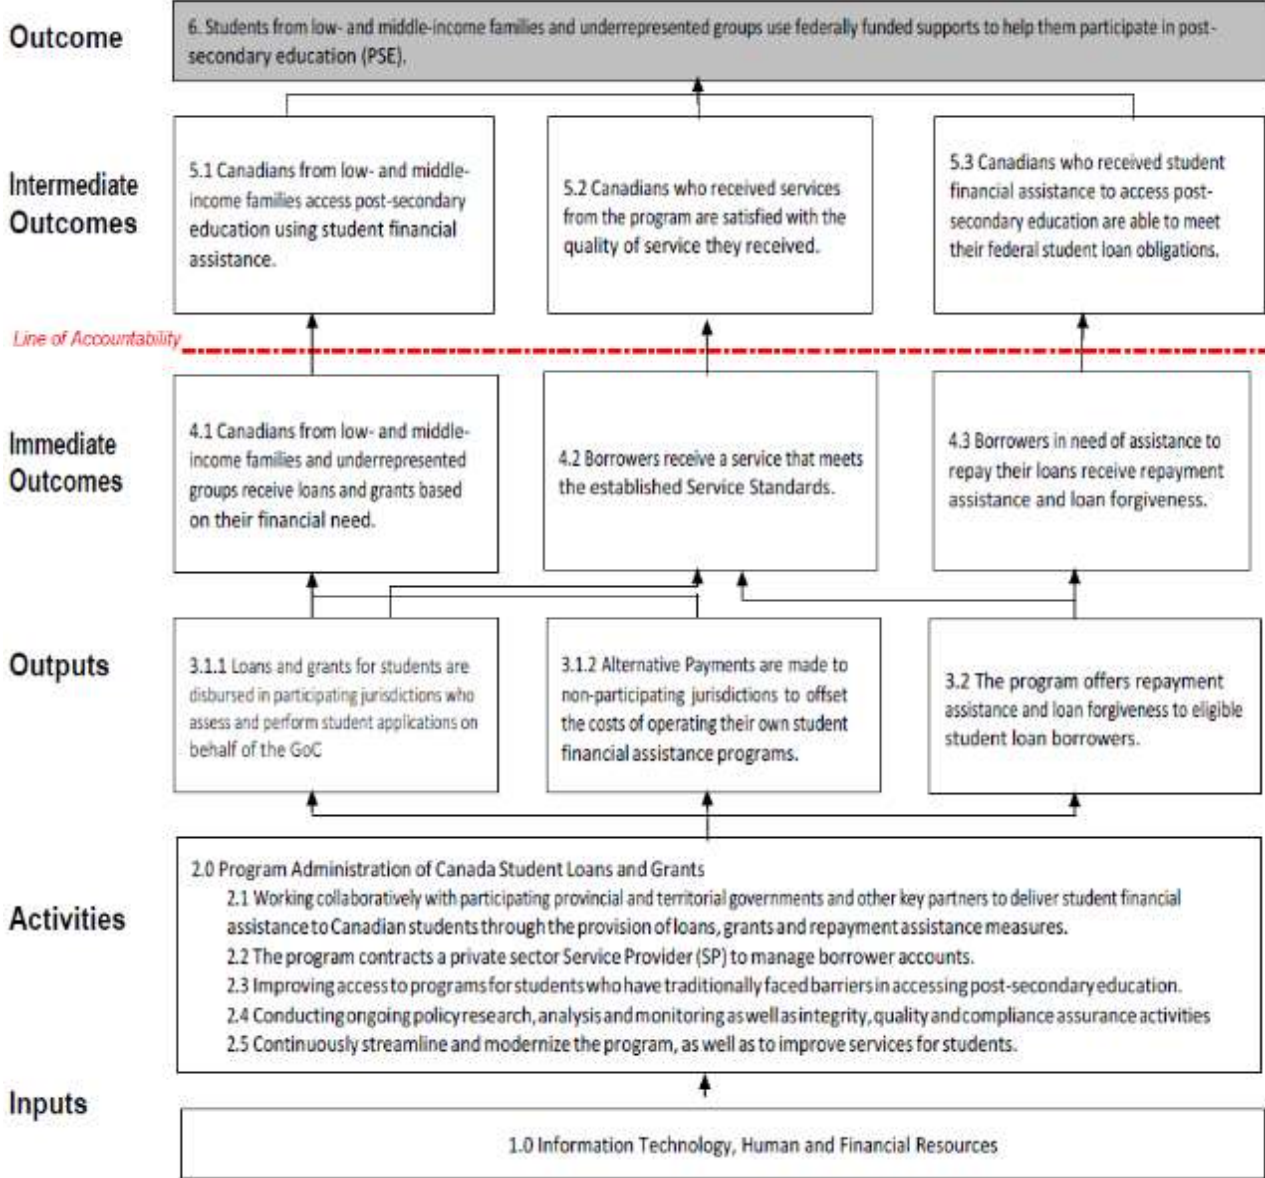 Outcome
6. Students from low- and middle-income families and underrepresented groups use federally funded supports to help them participate in post-
secondary education (PSE).
Intermediate
Outcomes
5.1 Canadians from low- and middle-
income families access post-secondary
education using student financial
assistance.
5.2 Canadians who received services
from the program are satisfied with the
quality of service they received.
5.3 Canadians who received student
financial assistance to access post-
secondary education are able to meet
their federal student loan obligations.
Line of Accountability
Immediate
Outcomes
4.1 Canadians from low- and middle-
income families and underrepresented
groups receive loans and grants based
on their financial need.
4.2 Borrowers receive a service that meets
the established Service Standards.
4.3 Borrowers in need of assistance to
repay their loans receive repayment
assistance and loan forgiveness.
Outputs
3.1.1 Loans and grants for students are
disbursed in participating jurisdictions who
assess and perform student applications on
behalf of the GoC
3.1.2 Alternative Payments are made to
non-participating jurisdictions to offset
the costs of operating their own student
financial assistance programs.
3.2 The program offers repayment
assistance and loan forgiveness to eligible
student loan borrowers.
Activities
2.0 Program Administration of Canada Student Loans and Grants
2.1 Working collaboratively with participating provincial and territorial governments and other key partners to deliver student financial
assistance to Canadian students through the provision of loans, grants and repayment assistance measures.
2.2 The program contracts a private sector Service Provider (SP) to manage borrower accounts.
2.3 Improving access to programs for students who have traditionally faced barriers in accessing post-secondary education.
2.4 Conducting ongoing policy research, analysis and monitoring as well as integrity, quality and compliance assurance activities
2.5 Continuously streamline and modernize the program, as well as to improve services for students.
Inputs
1.0 Information Technology, Human and Financial Resources